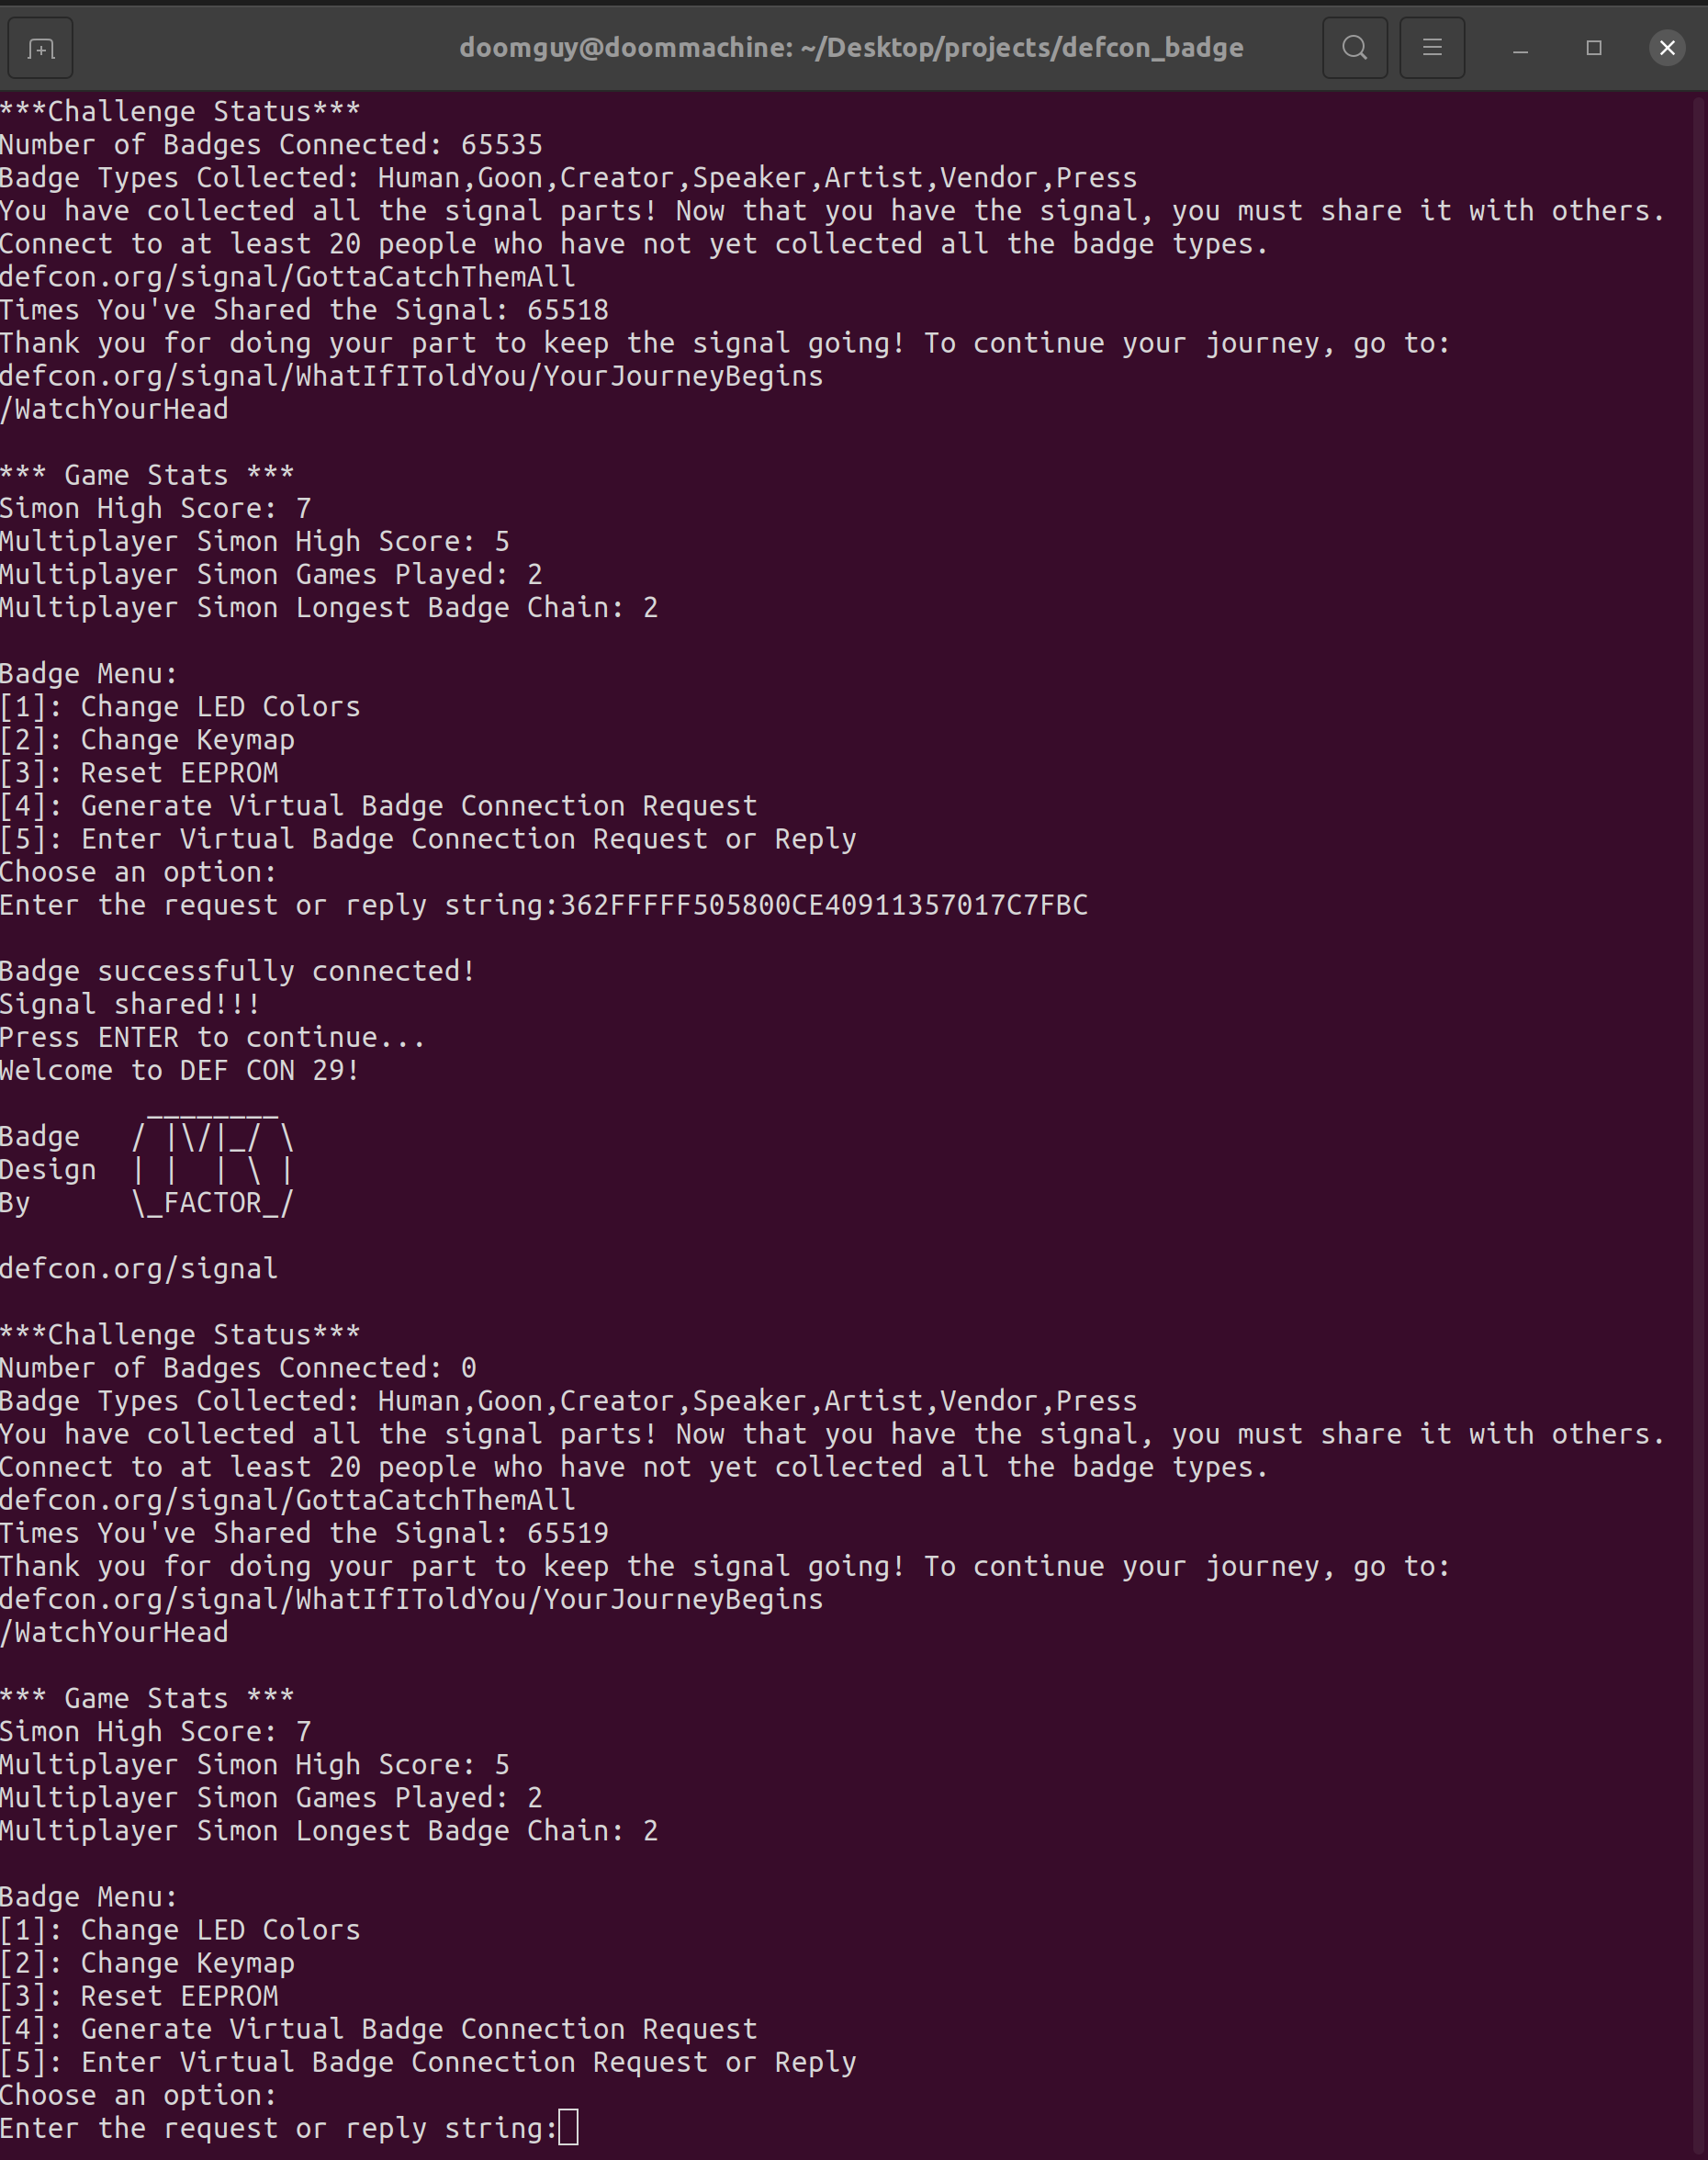 doomguy@doommachine: ~/Desktop/projects/defcon_badge
***Challenge Status***
Number of Badges Connected: 65535
Badge Types Collected: Human,Goon,Creator,Speaker,Artist,Vendor,Press
You have collected all the signal parts! Now that you have the signal, you must share it with others.
Connect to at least 20 people who have not yet collected all the badge types.
defcon.org/signal/GottaCatchThemAll
Times You've Shared the Signal: 65518
Thank you for doing your part to keep the signal going! To continue your journey, go to:
defcon.org/signal/WhatIfIToldYou/YourJourneyBegins
/WatchYourHead
*** Game Stats ***
Simon High Score: 7
Multiplayer Simon High Score: 5
Multiplayer Simon Games Played: 2
Multiplayer Simon Longest Badge Chain: 2
Badge Menu:
[1]: Change LED Colors
[2]: Change Keymap
[3]: Reset EEPROM
[4]: Generate Virtual Badge Connection Request
[5]: Enter Virtual Badge Connection Request or Reply
Choose an option:
Enter the request or reply string:362FFFFF505800CE40911357017C7FBC
Badge successfully connected!
Signal shared!!!
Press ENTER to continue...
Welcome to DEF CON 29!
         ________
Badge   / |\/|_/ \
Design  | |  | \ |
By      \_FACTOR_/
defcon.org/signal
***Challenge Status***
Number of Badges Connected: 0
Badge Types Collected: Human,Goon,Creator,Speaker,Artist,Vendor,Press
You have collected all the signal parts! Now that you have the signal, you must share it with others.
Connect to at least 20 people who have not yet collected all the badge types.
defcon.org/signal/GottaCatchThemAll
Times You've Shared the Signal: 65519
Thank you for doing your part to keep the signal going! To continue your journey, go to:
defcon.org/signal/WhatIfIToldYou/YourJourneyBegins
/WatchYourHead
*** Game Stats ***
Simon High Score: 7
Multiplayer Simon High Score: 5
Multiplayer Simon Games Played: 2
Multiplayer Simon Longest Badge Chain: 2
Badge Menu:
[1]: Change LED Colors
[2]: Change Keymap
[3]: Reset EEPROM
[4]: Generate Virtual Badge Connection Request
[5]: Enter Virtual Badge Connection Request or Reply
Choose an option:
Enter the request or reply string: